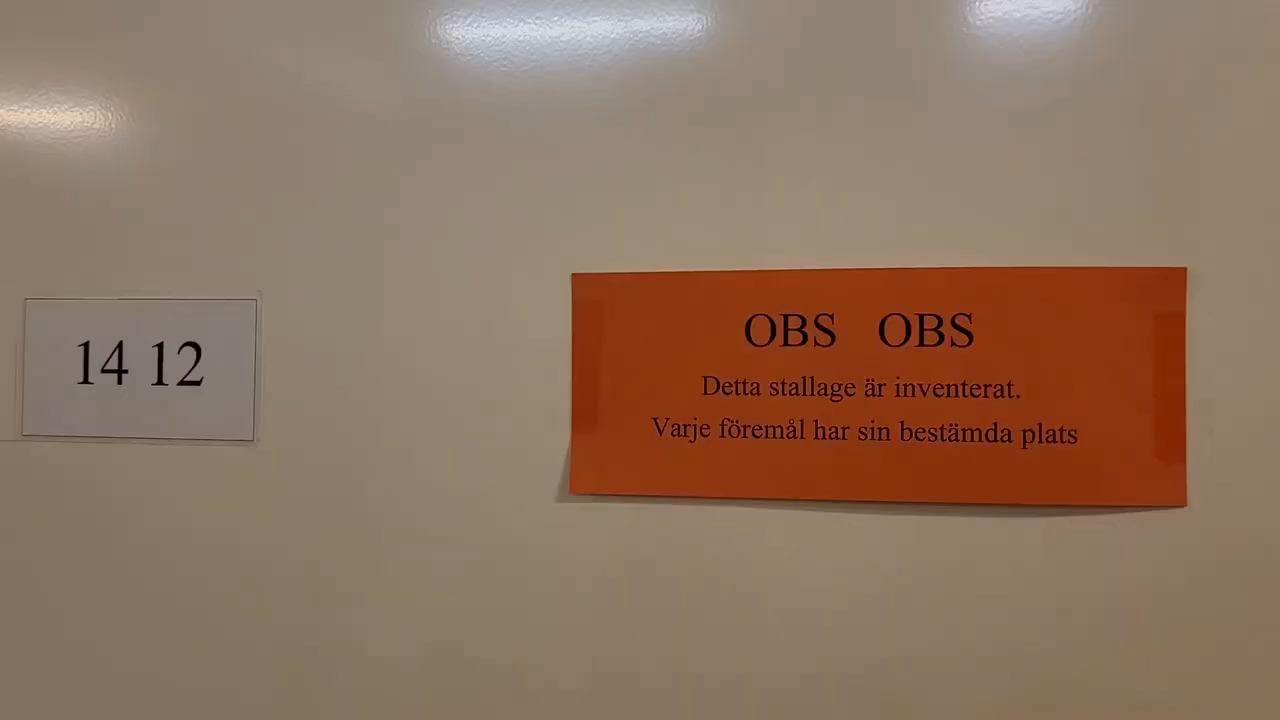 14 12
OBS OBS
Detta stallage är inventerat.
Varje föremål har sin bestämda plats